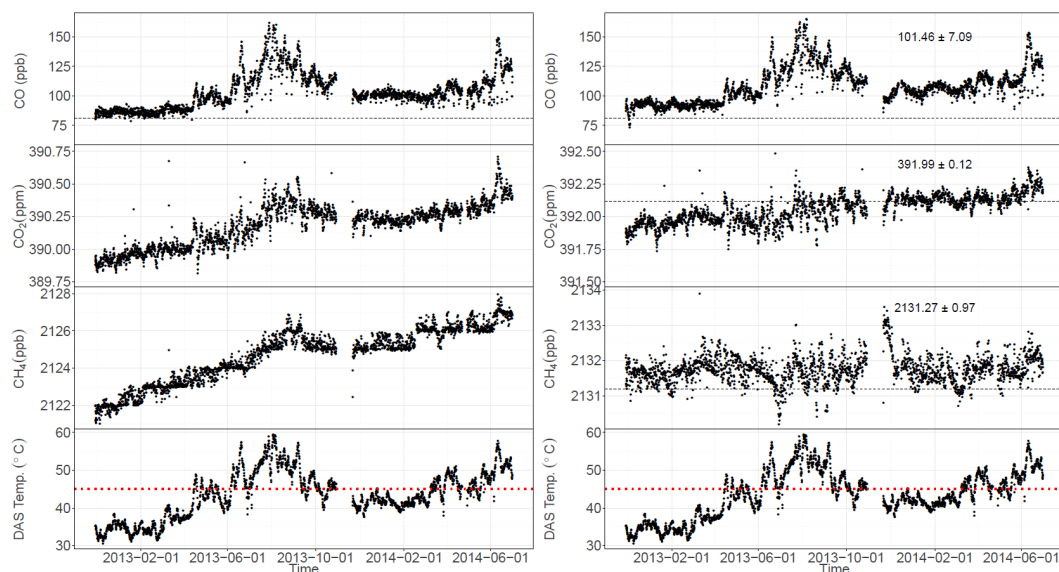 CO (ppb)
150
125
100
75
CO2(ppm)
390.75
390.50
390.25
390.00
389.75
CH4(ppb)
2128
2126
2124
2122
DAS Temp. (°C)
60
50
40
30
2013-02-01 2013-06-01 2013-10-01 2014-02-01 2014-06-01
Time
CO (ppb)
150
125
100
75
101.46 ± 7.09
CO2(ppm)
392.50
392.25
392.00
391.75
391.50
391.99 ± 0.12
CH4(ppb)
2134
2133
2132
2131
2131.27 ± 0.97
DAS Temp. (°C)
60
50
40
30
2013-02-01 2013-06-01 2013-10-01 2014-02-01 2014-06-01
Time